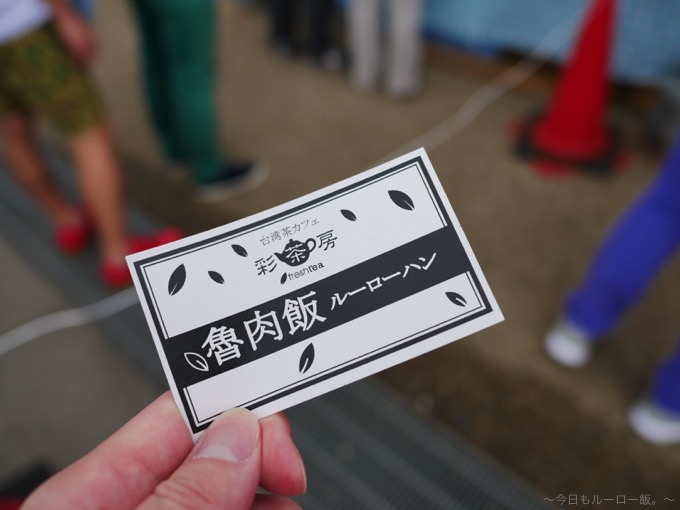 台湾茶カフェ
彩茶房
freshtea
魯肉飯 ルーローハン
～今日もルーロー飯。～